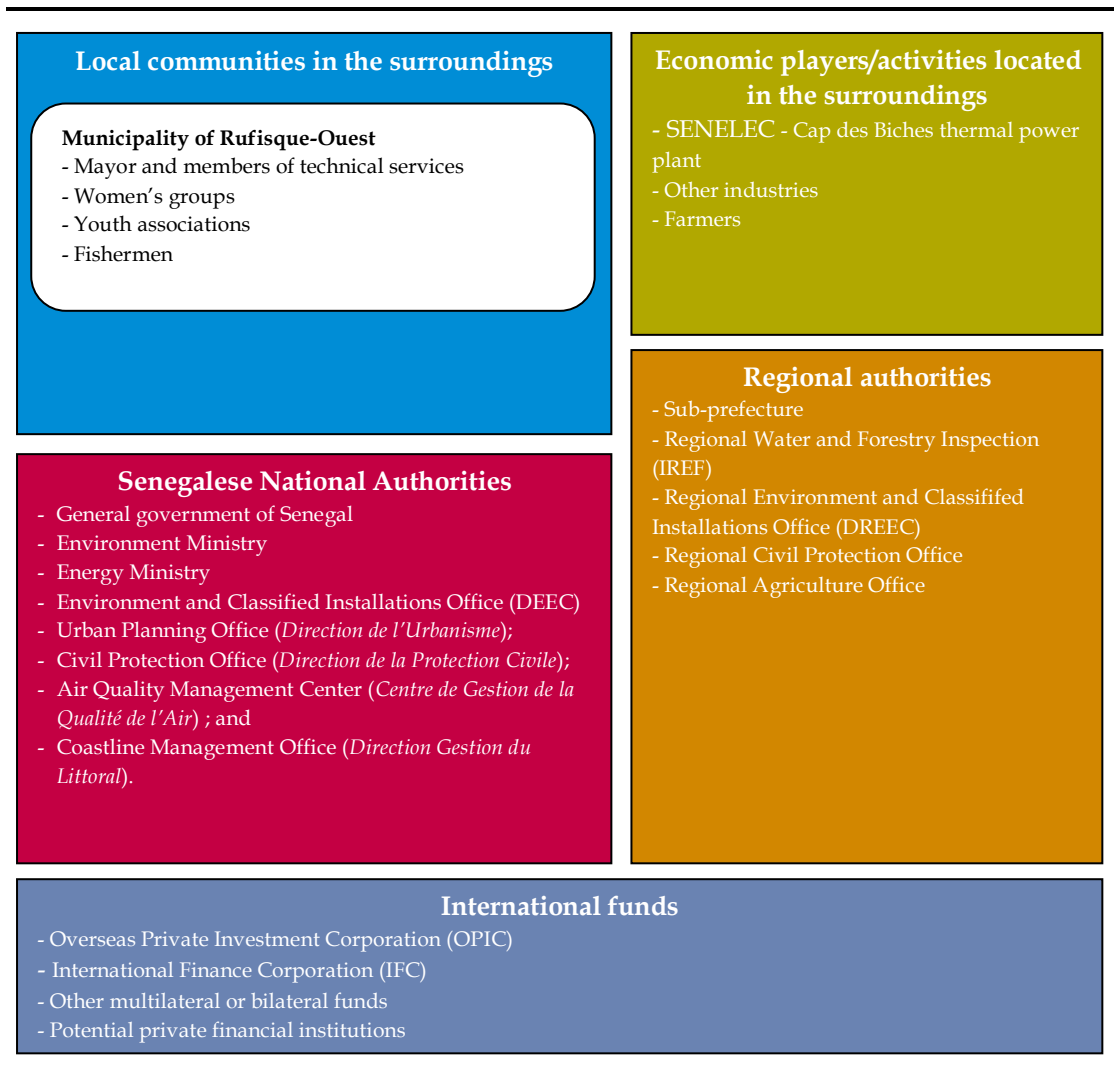 Local communities in the surroundings
Municipality of Rufisque-Ouest
- Mayor and members of technical services
- Women’s groups
- Youth associations
- Fishermen
Economic players/activities located
in the surroundings
- SENELEC - Cap des Biches thermal power
plant
- Other industries
- Farmers
Regional authorities
- Sub-prefecture
- Regional Water and Forestry Inspection
(IREF)
- Regional Environment and Classififed
Installations Office (DREEC)
- Regional Civil Protection Office
- Regional Agriculture Office
Senegalese National Authorities
- General government of Senegal
- Environment Ministry
- Energy Ministry
- Environment and Classified Installations Office (DEEC)
- Urban Planning Office (Direction de l’Urbanisme);
- Civil Protection Office (Direction de la Protection Civile);
- Air Quality Management Center (Centre de Gestion de la
Qualité de l’Air) ; and
- Coastline Management Office (Direction Gestion du
Littoral).
International funds
- Overseas Private Investment Corporation (OPIC)
- International Finance Corporation (IFC)
- Other multilateral or bilateral funds
- Potential private financial institutions